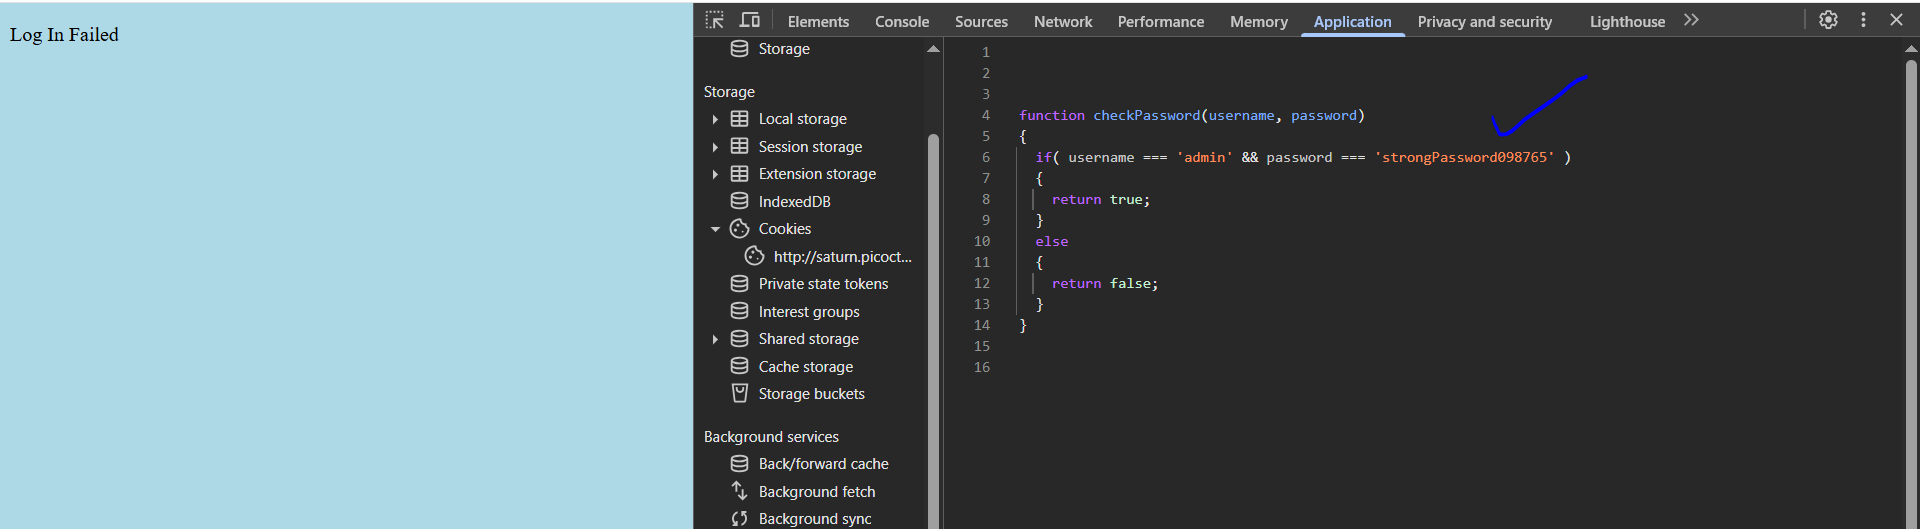 Log In Failed
Elements Console Sources Network Performance Memory Application Privacy and security Lighthouse
Storage
Storage
Local storage
Session storage
Extension storage
IndexedDB
Cookies
http://saturn.picoct...
Private state tokens
Interest groups
Shared storage
Cache storage
Storage buckets
Background services
Back/forward cache
Background fetch
Background sync
1
2
3
4 function checkPassword(username, password)
5 {
6 if( username === 'admin' && password === 'strongPassword098765' )
7 {
8 return true;
9 }
10 else
11 {
12 return false;
13 }
14 }
15
16